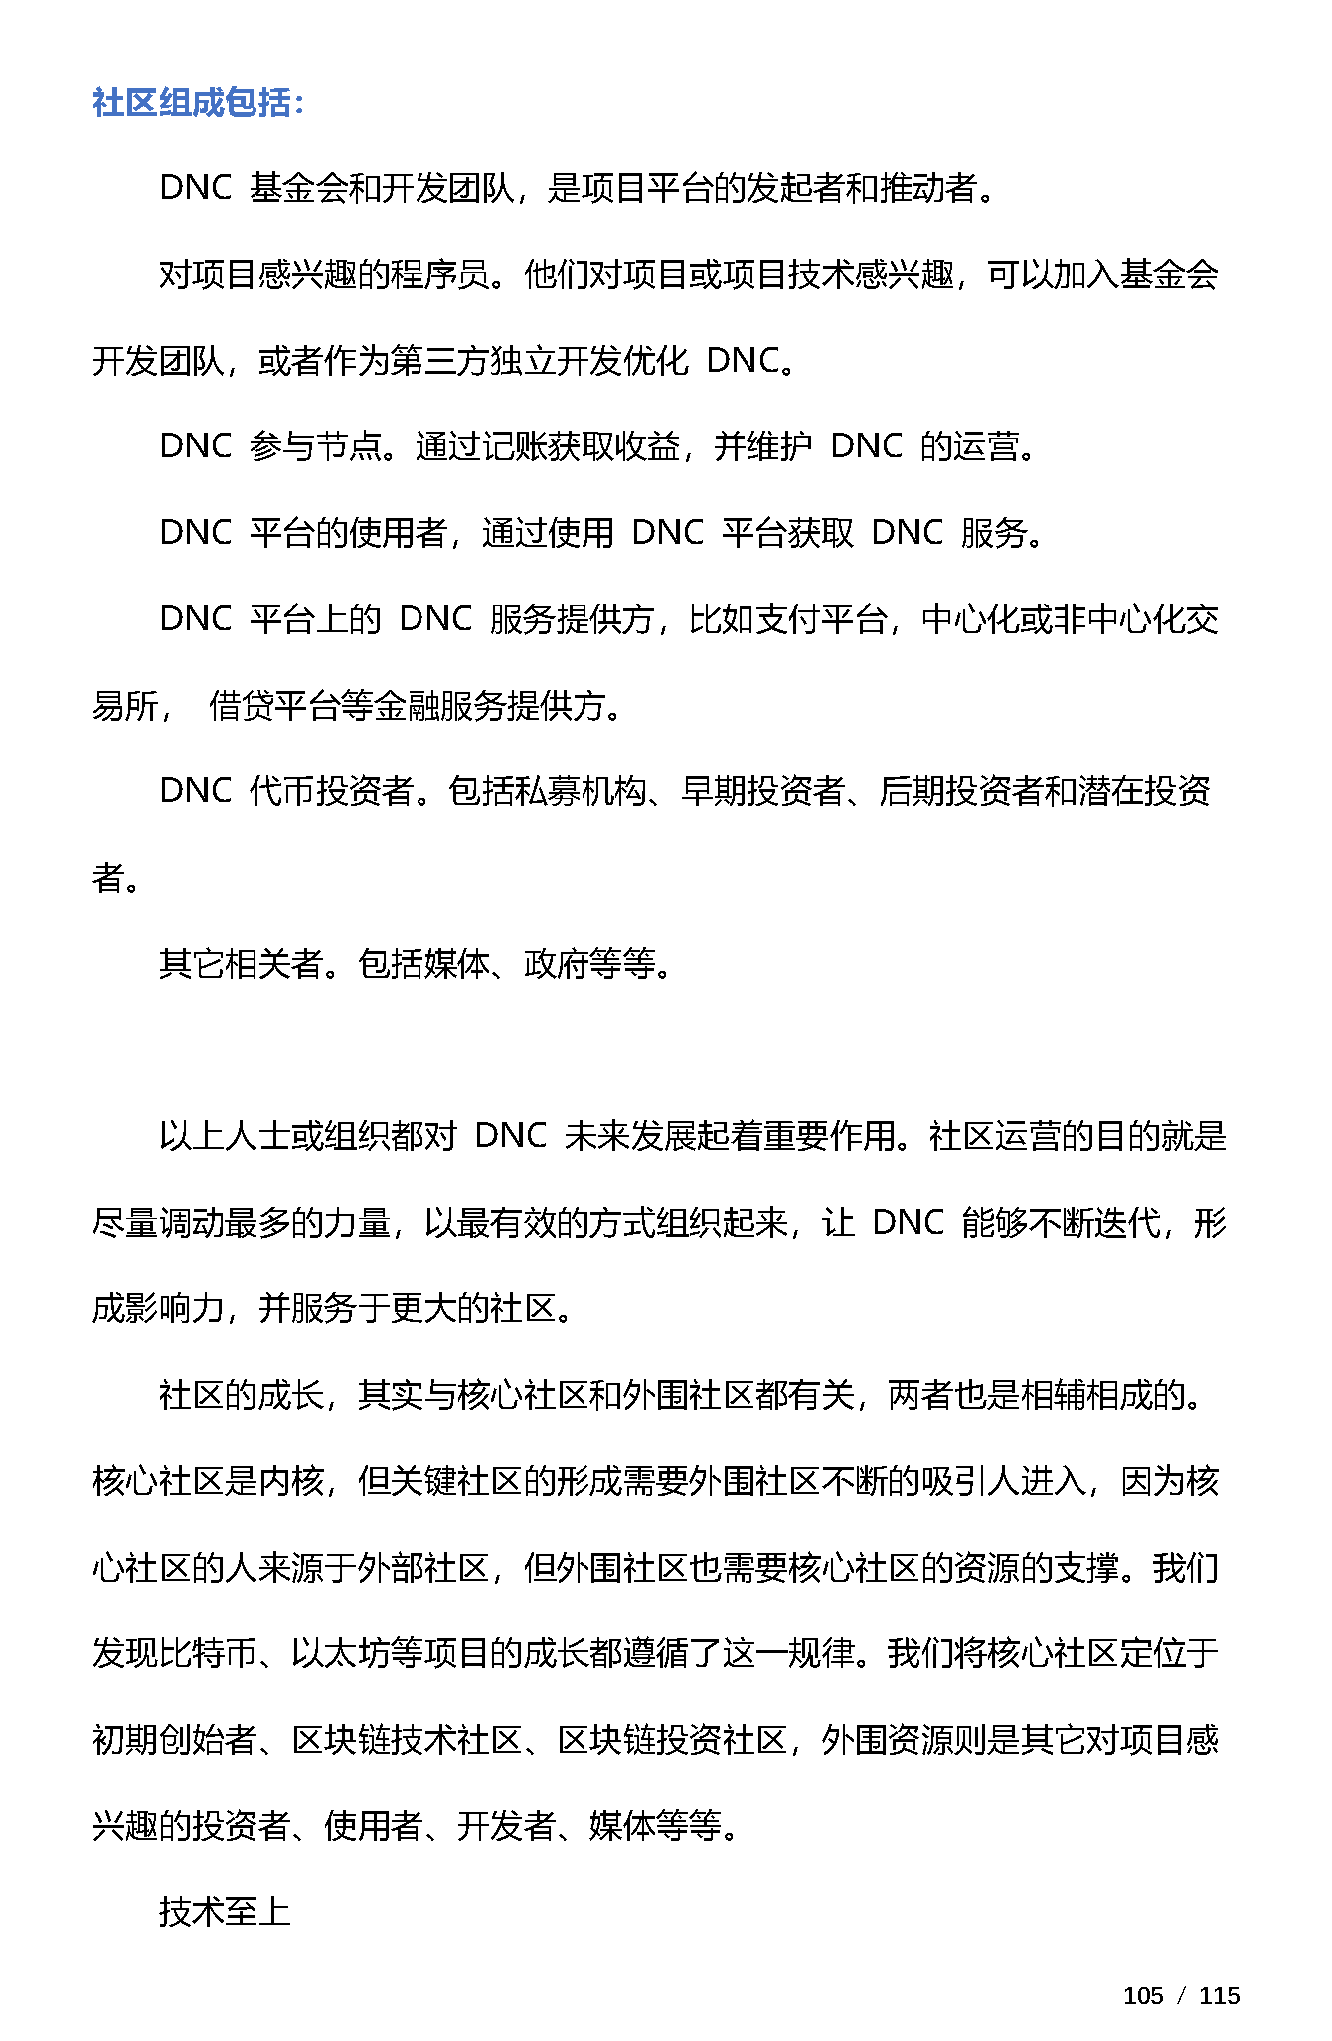 社区组成包括：
DNC 基金会和开发团队，是项目平台的发起者和推动者。
对项目感兴趣的程序员。他们对项目或项目技术感兴趣，可以加入基金会
开发团队，或者作为第三方独立开发优化 DNC。
DNC 参与节点。通过记账获取收益，并维护 DNC 的运营。
DNC 平台的使用者，通过使用 DNC 平台获取 DNC 服务。
DNC 平台上的 DNC 服务提供方，比如支付平台，中心化或非中心化交
易所， 借贷平台等金融服务提供方。
DNC 代币投资者。包括私募机构、早期投资者、后期投资者和潜在投资
者。
其它相关者。包括媒体、政府等等。
以上人士或组织都对 DNC 未来发展起着重要作用。社区运营的目的就是
尽量调动最多的力量，以最有效的方式组织起来，让 DNC 能够不断迭代，形
成影响力，并服务于更大的社区。
社区的成长，其实与核心社区和外围社区都有关，两者也是相辅相成的。
核心社区是内核，但关键社区的形成需要外围社区不断的吸引人进入，因为核
心社区的人来源于外部社区，但外围社区也需要核心社区的资源的支撑。我们
发现比特币、以太坊等项目的成长都遵循了这一规律。我们将核心社区定位于
初期创始者、区块链技术社区、区块链投资社区，外围资源则是其它对项目感
兴趣的投资者、使用者、开发者、媒体等等。
技术至上
105 / 115